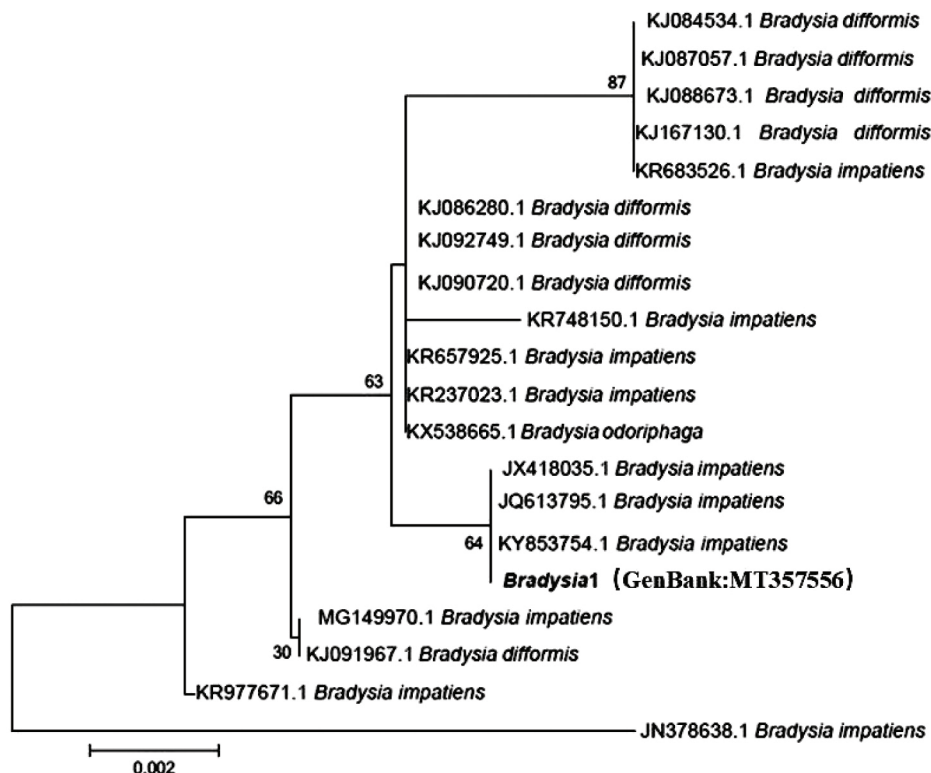 KJ084534.1 Bradysia difformis
KJ087057.1 Bradysia difformis
87
KJ088673.1 Bradysia difformis
KJ167130.1 Bradysia difformis
KR683526.1 Bradysia impatiens
KJ086280.1 Bradysia difformis
KJ092749.1 Bradysia difformis
KJ090720.1 Bradysia difformis
KR748150.1 Bradysia impatiens
KR657925.1 Bradysia impatiens
63
KR237023.1 Bradysia impatiens
KX538665.1 Bradysia odoriphaga
JX418035.1 Bradysia impatiens
66
JQ613795.1 Bradysia impatiens
64
KY853754.1 Bradysia impatiens
Bradysia1 (GenBank:MT357556)
MG149970.1 Bradysia impatiens
30
KJ091967.1 Bradysia difformis
KR977671.1 Bradysia impatiens
JN378638.1 Bradysia impatiens
0.002